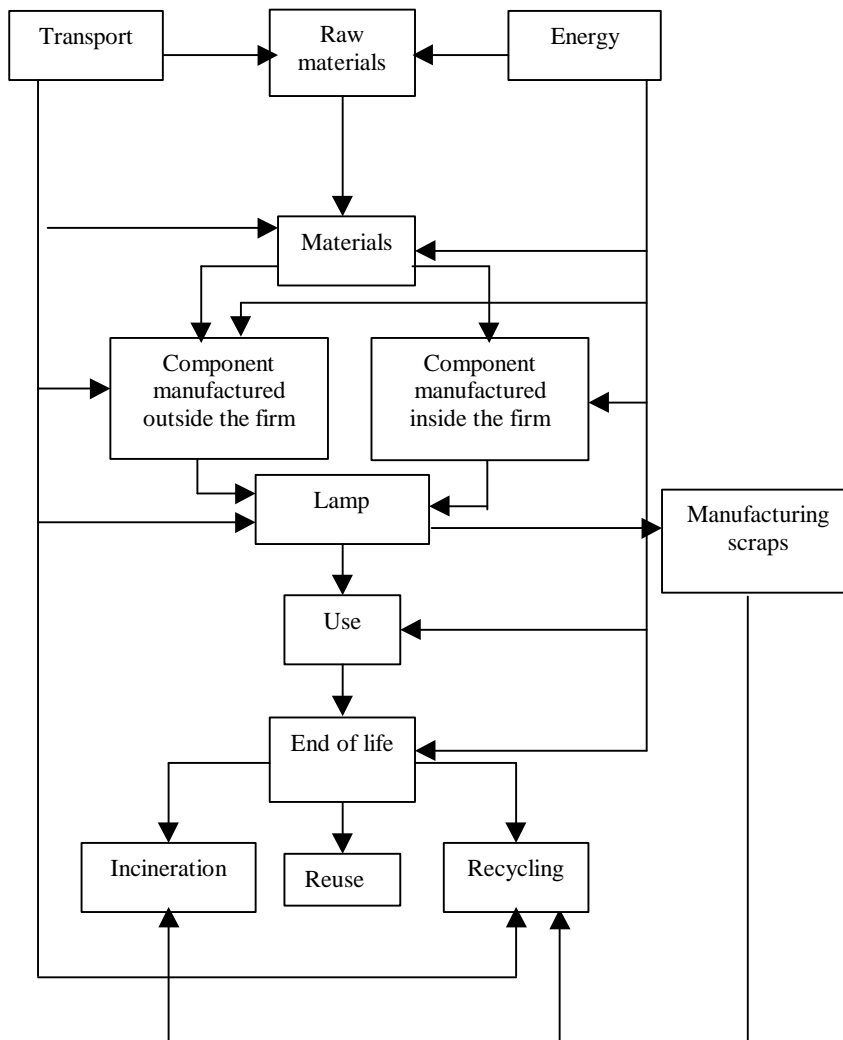 Transport
Raw
materials
Energy
Materials
Component
manufactured
outside the firm
Component
manufactured
inside the firm
Lamp
Manufacturing
scraps
Use
End of life
Incineration
Reuse
Recycling